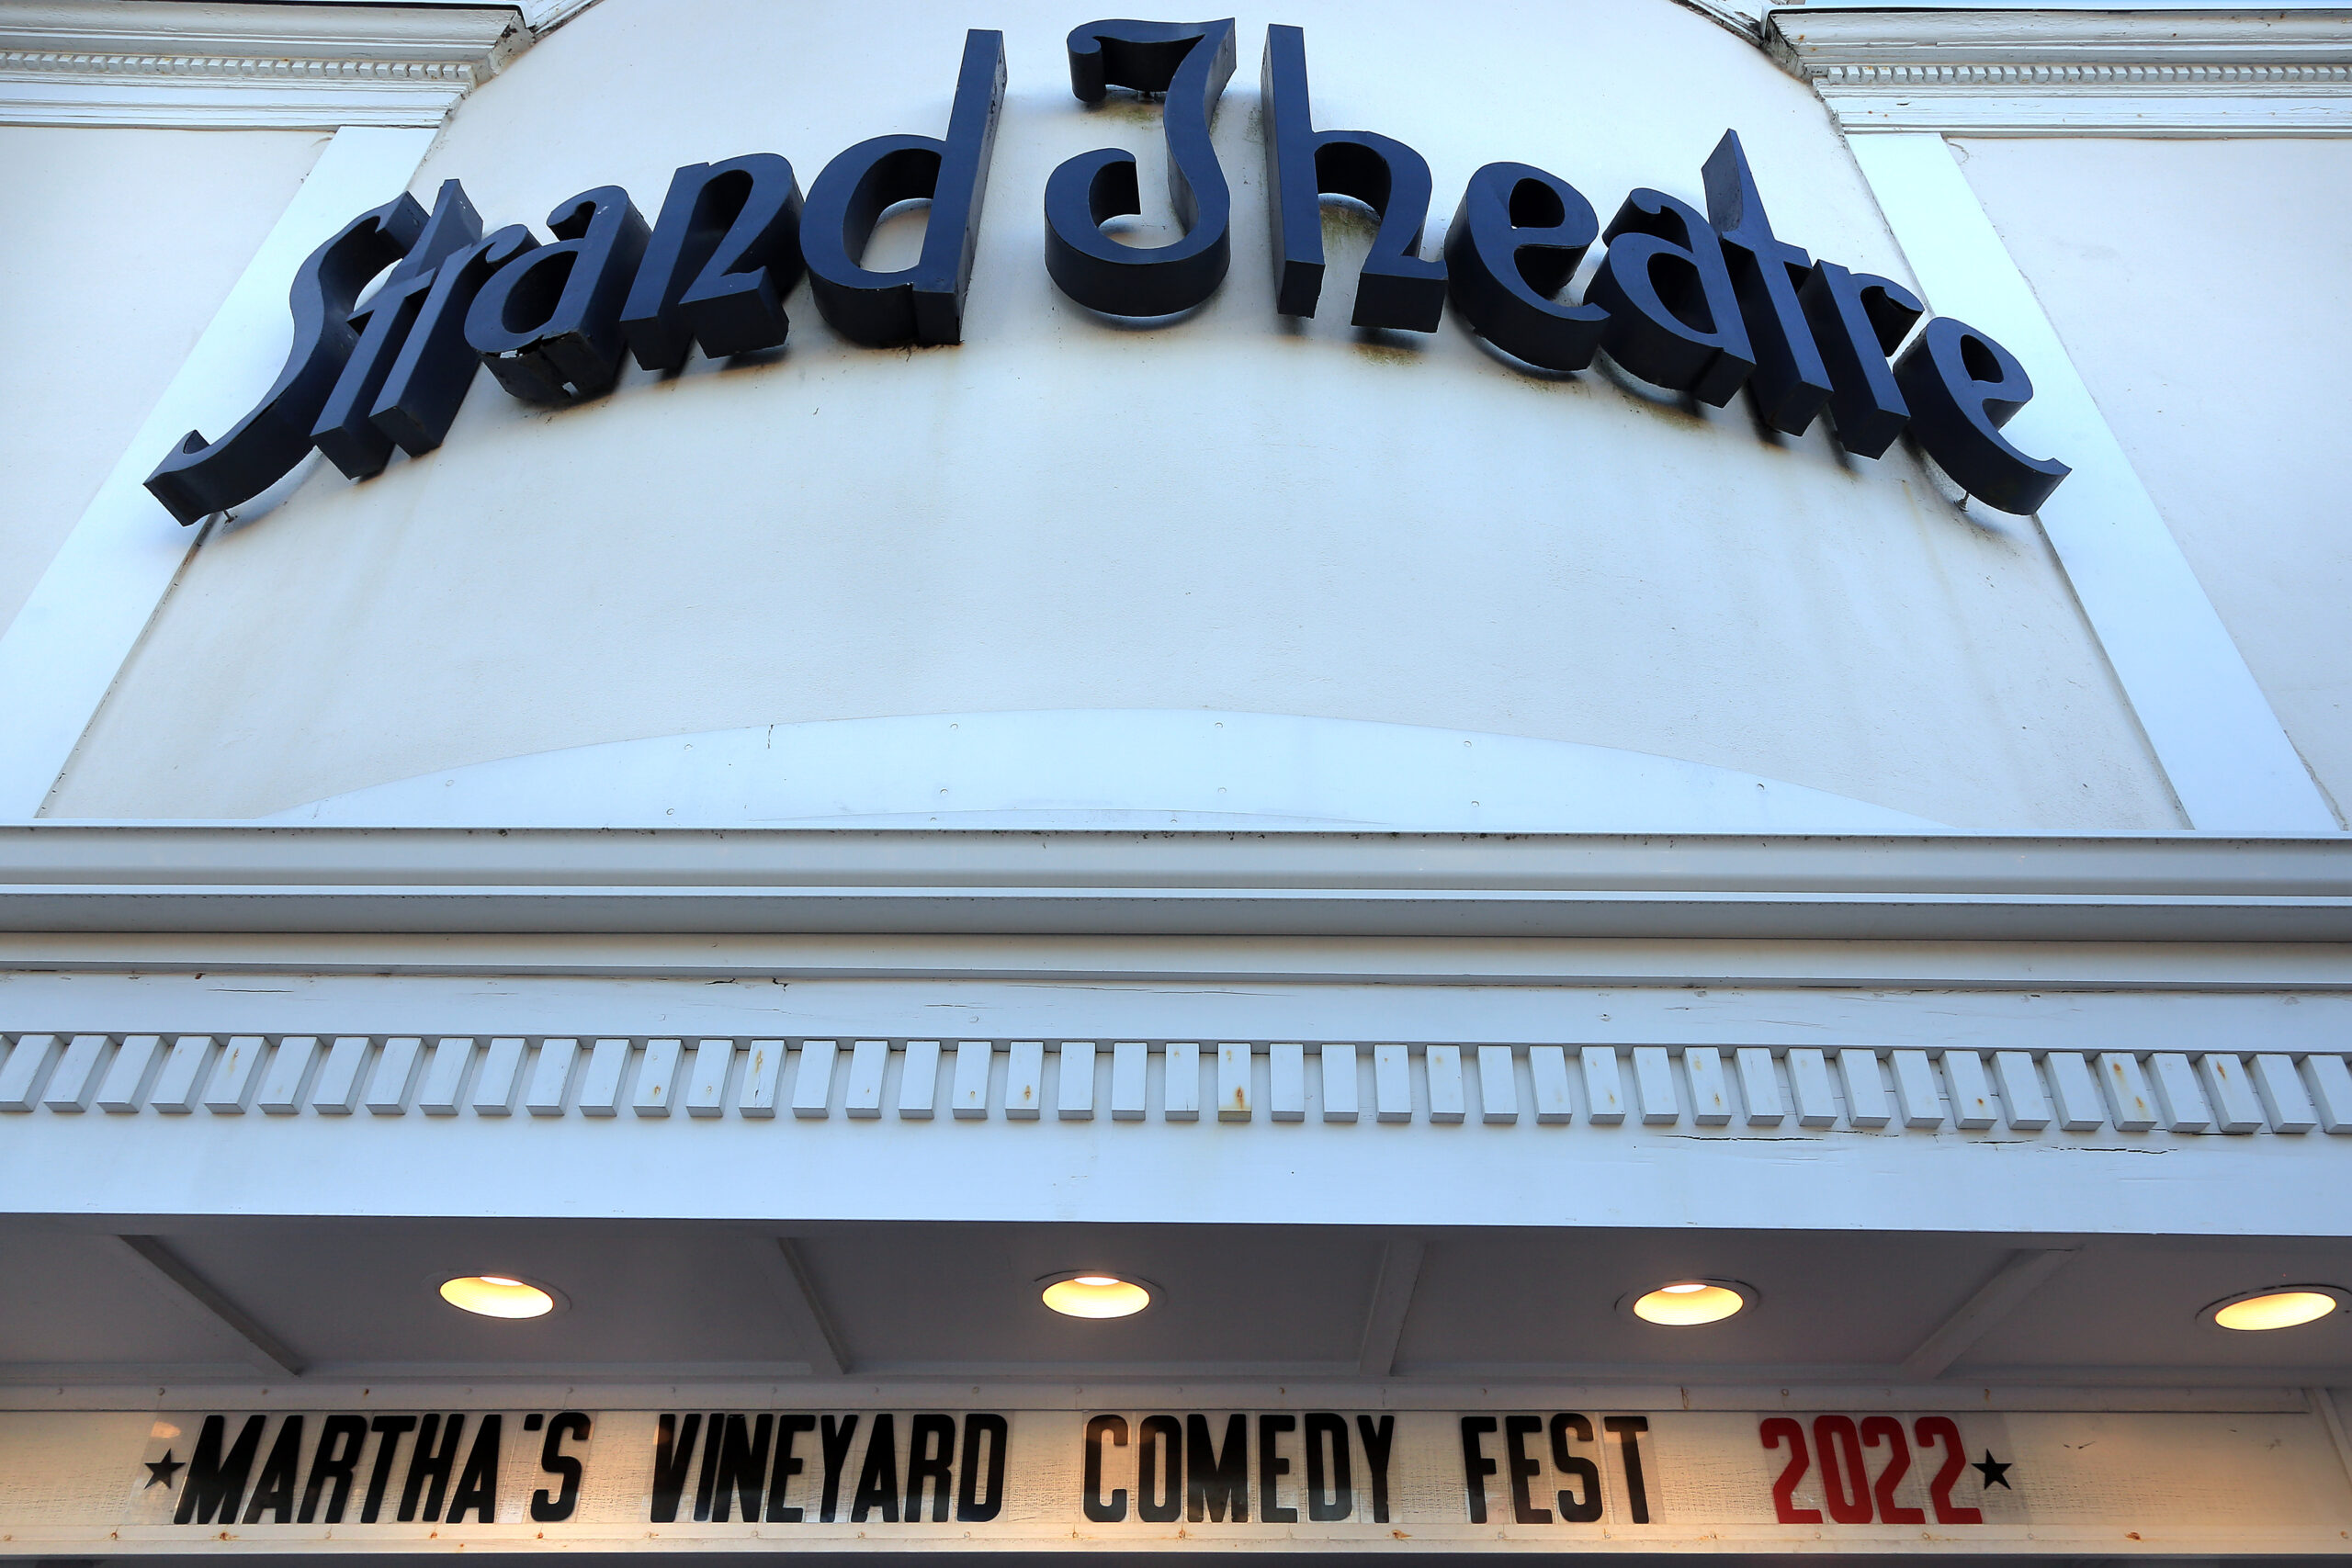 Strand Theatre
★MARTHA'S VINEYARD COMEDY FEST 2022★